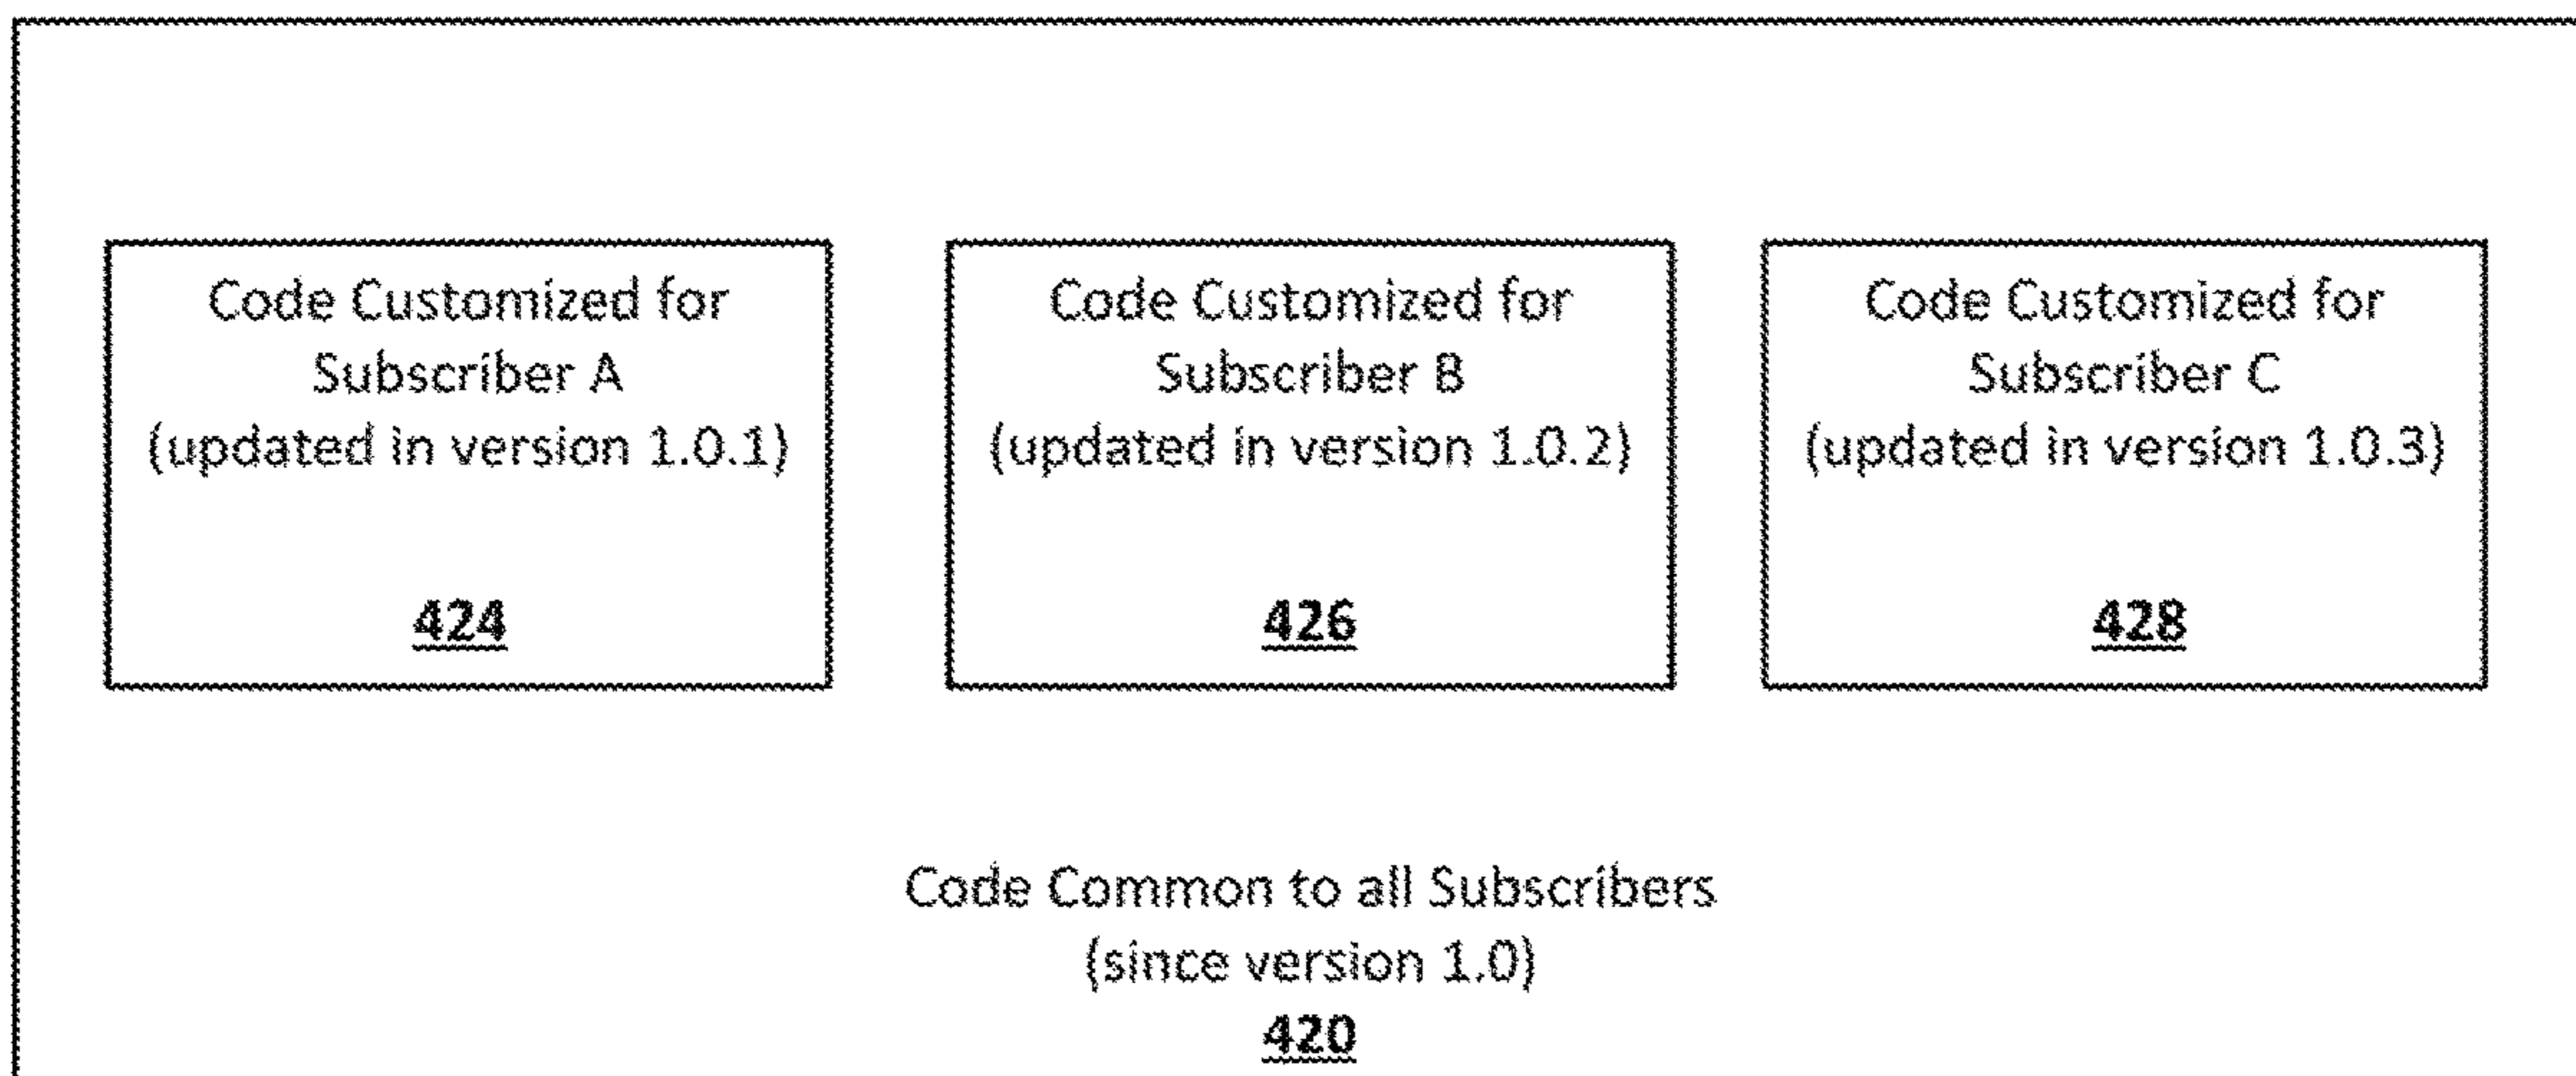 Code Customized for
Subscriber A
(updated in version 1.0.1)
424
Code Customized for
Subscriber B
(updated in version 1.0.2)
426
Code Customized for
Subscriber C
(updated in version 1.0.3)
428
Code Common to all Subscribers
(since version 1.0)
420